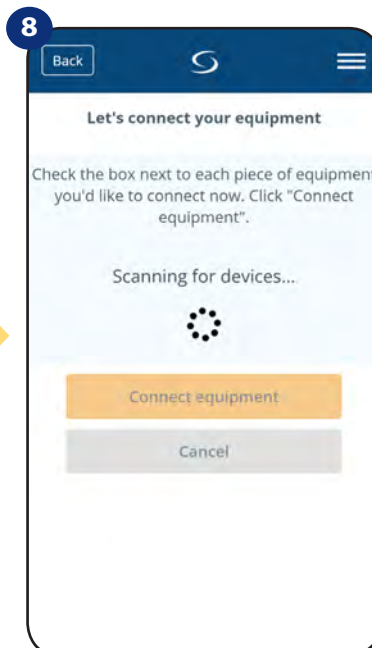 8
Back
Let's connect your equipment
Check the box next to each piece of equipment
you'd like to connect now. Click "Connect
equipment".
Scanning for devices...
Connect equipment
Cancel